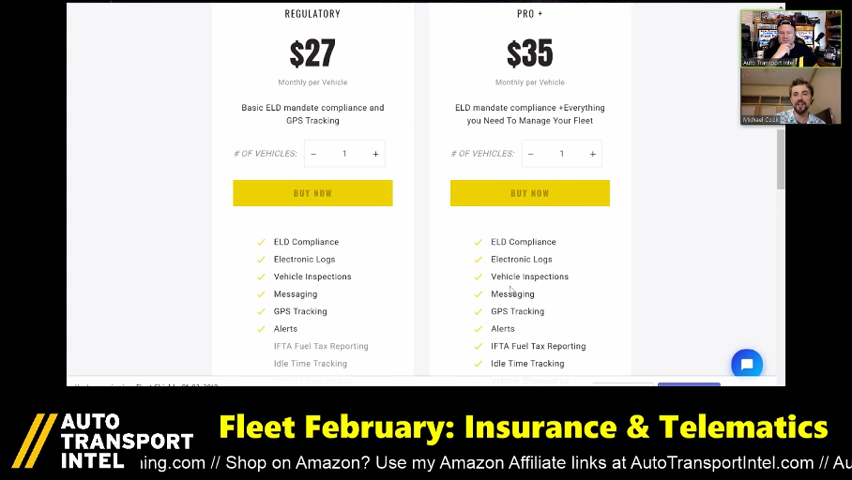 REGULATORY
$27
Monthly per Vehicle
Basic ELD mandate compliance and
GPS Tracking
# OF VEHICLES: − 1 +
BUY NOW
ELD Compliance
Electronic Logs
Vehicle Inspections
Messaging
GPS Tracking
Alerts
IFTA Fuel Tax Reporting
Idle Time Tracking
PRO +
$35
Monthly per Vehicle
ELD mandate compliance +Everything
you Need To Manage Your Fleet
# OF VEHICLES: − 1 +
BUY NOW
ELD Compliance
Electronic Logs
Vehicle Inspections
Messaging
GPS Tracking
Alerts
IFTA Fuel Tax Reporting
Idle Time Tracking
Auto Transport Intel
Michael Cook
AUTO
TRANSPORT
INTEL
Fleet February: Insurance & Telematics
ning.com // Shop on Amazon? Use my Amazon Affiliate links at AutoTransportIntel.com // Au